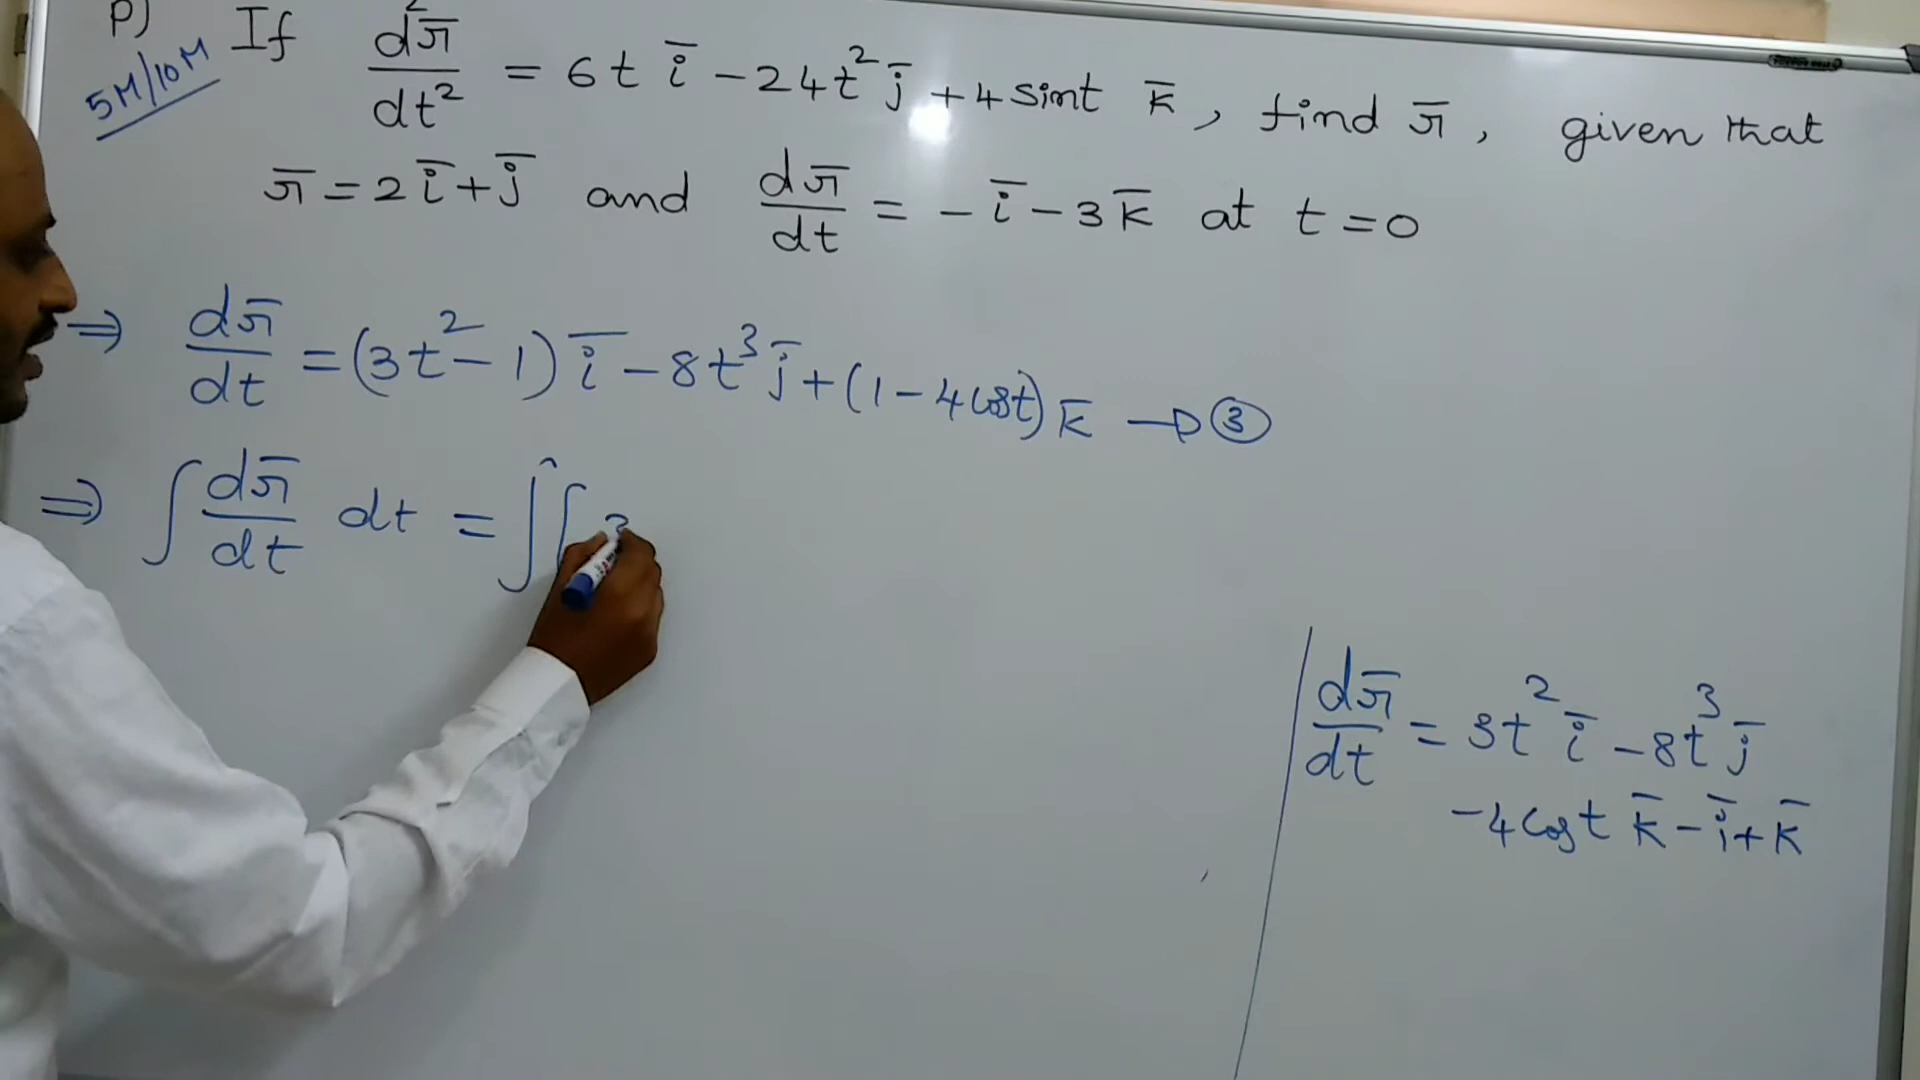 P) If d²r̄/dt² = 6t ī - 24t² j̄ + 4 sint k̄, find r̄, given that
5M/10M
r̄ = 2ī + j̄ and dr̄/dt = -ī - 3k̄ at t = 0
⇒ dr̄/dt = (3t² - 1) ī - 8t³ j̄ + (1 - 4cost) k̄ → ③
⇒ ∫ dr̄/dt dt = ∫ [ 3
dr̄/dt = 3t² ī - 8t³ j̄
- 4cost k̄ - ī + k̄